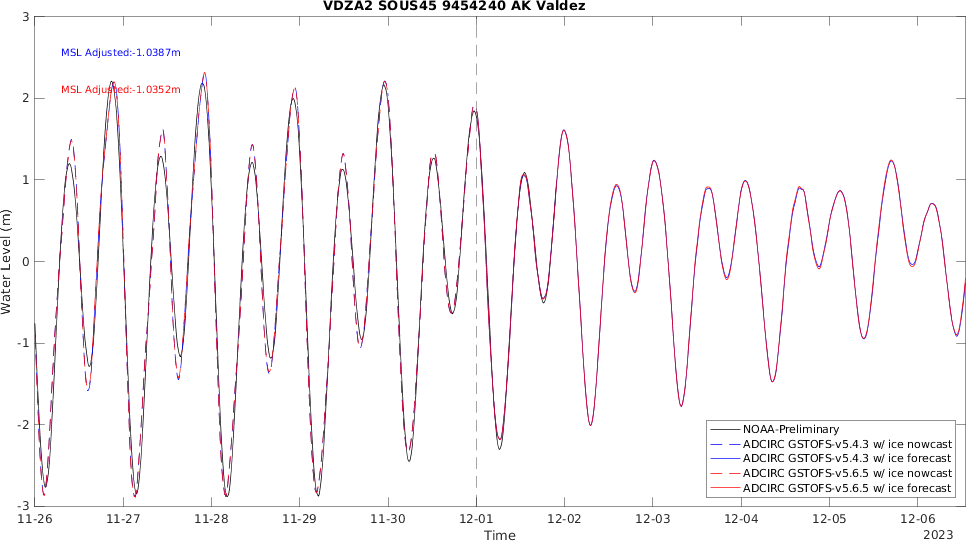 VDZA2 SOUS45 9454240 AK Valdez
MSL Adjusted:-1.0387m
MSL Adjusted:-1.0352m
Water Level (m)
3
2
1
0
-1
-2
-3
11-26
11-27
11-28
11-29
11-30
12-01
12-02
12-03
12-04
12-05
12-06
Time
2023
NOAA-Preliminary
ADCIRC GSTOFS-v5.4.3 w/ ice nowcast
ADCIRC GSTOFS-v5.4.3 w/ ice forecast
ADCIRC GSTOFS-v5.6.5 w/ ice nowcast
ADCIRC GSTOFS-v5.6.5 w/ ice forecast